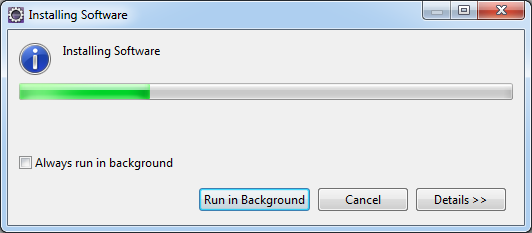 Installing Software
Installing Software
Always run in background
Run in Background
Cancel
Details >>